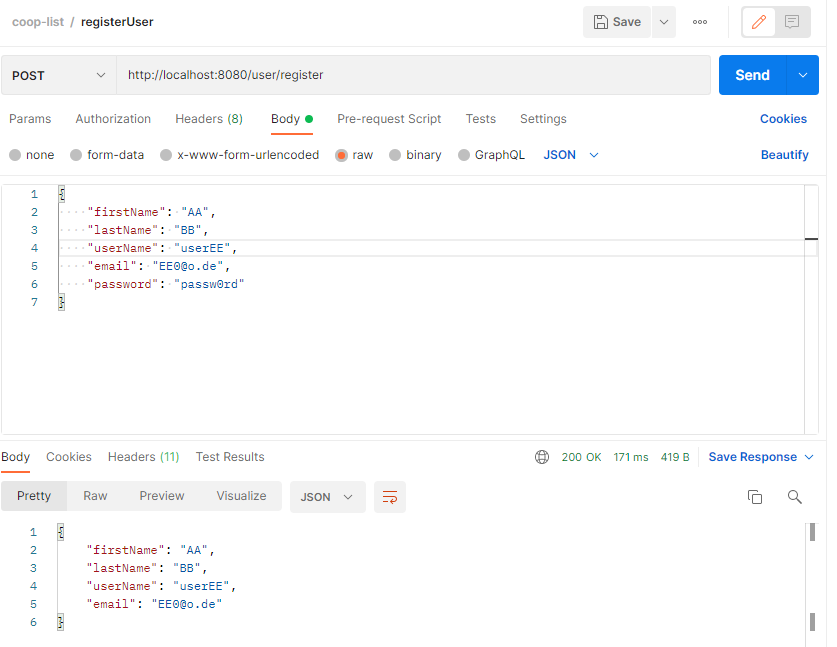 coop-list / registerUser
Save
POST
http://localhost:8080/user/register
Send
Params Authorization Headers (8) Body Pre-request Script Tests Settings Cookies
none form-data x-www-form-urlencoded raw binary GraphQL JSON Beautify
1 {
2 ····"firstName":·"AA",
3 ····"lastName":·"BB",
4 ····"userName":·"userEE",
5 ····"email":·"EE0@o.de",
6 ····"password":·"passw0rd"
7 }
Body Cookies Headers (11) Test Results 200 OK 171 ms 419 B Save Response
Pretty Raw Preview Visualize JSON
1 {
2 "firstName": "AA",
3 "lastName": "BB",
4 "userName": "userEE",
5 "email": "EE0@o.de"
6 }